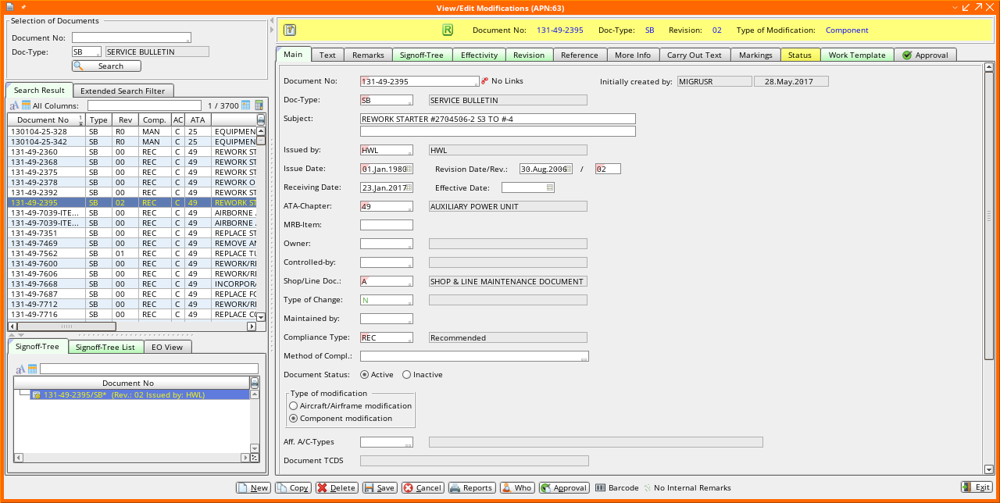 View/Edit Modifications (APN:63)
Selection of Documents
Document No:
Doc-Type: SB SERVICE BULLETIN
Search
Search Result Extended Search Filter
All Columns: 1 / 3700
Document No 1 Type Rev Comp. AC ATA
130104-25-328 SB R0 MAN C 25 EQUIPMEN
130104-25-342 SB R0 MAN C 25 EQUIPMEN
131-49-2360 SB 00 REC C 49 REWORK ST
131-49-2368 SB 00 REC C 49 REWORK ST
131-49-2375 SB 00 REC C 49 REWORK ST
131-49-2378 SB 00 REC C 49 REWORK O
131-49-2392 SB 00 REC C 49 REWORK ST
131-49-2395 SB 02 REC C 49 REWORK ST
131-49-7039-ITE... SB 00 REC C 49 AIRBORNE
131-49-7039-ITE... SB 00 REC C 49 AIRBORNE
131-49-7351 SB 00 REC C 49 REPLACE ST
131-49-7469 SB 00 REC C 49 REMOVE AN
131-49-7562 SB 01 REC C 49 REPLACE TU
131-49-7600 SB 00 REC C 49 REWORK/RE
131-49-7606 SB 00 REC C 49 REWORK/RE
131-49-7668 SB 00 REC C 49 INCORPORA
131-49-7687 SB 00 REC C 49 REPLACE FO
131-49-7712 SB 00 REC C 49 REWORK/RE
131-49-7716 SB 00 REC C 49 REPLACE CO
Signoff-Tree Signoff-Tree List EO View
Document No
131-49-2395/SB* (Rev.: 02 Issued by: HWL)
R Document No: 131-49-2395 Doc-Type: SB Revision: 02 Type of Modification: Component
Main Text Remarks Signoff-Tree Effectivity Revision Reference More Info Carry Out Text Markings Status Work Template Approval
Document No: 131-49-2395 No Links Initially created by: MIGRUSR 28.May.2017
Doc-Type: SB SERVICE BULLETIN
Subject: REWORK STARTER #2704506-2 S3 TO #-4
Issued by: HWL HWL
Issue Date: 01.Jan.1980 Revision Date/Rev.: 30.Aug.2006 / 02
Receiving Date: 23.Jan.2017 Effective Date:
ATA-Chapter: 49 AUXILIARY POWER UNIT
MRB-Item:
Owner:
Controlled-by:
Shop/Line Doc.: A SHOP & LINE MAINTENANCE DOCUMENT
Type of Change: N
Maintained by:
Compliance Type: REC Recommended
Method of Compl.:
Document Status: Active Inactive
Type of modification
Aircraft/Airframe modification
Component modification
Aff. A/C-Types
Document TCDS
New Copy Delete Save Cancel Reports Who Approval Barcode No Internal Remarks Exit